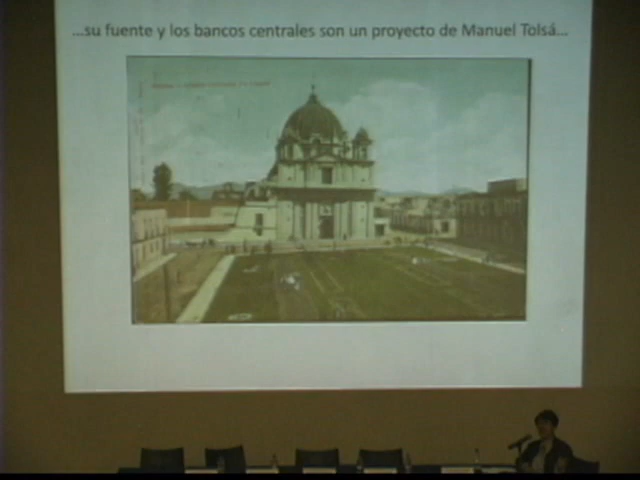 ...su fuente y los bancos centrales son un proyecto de Manuel Tolsá...